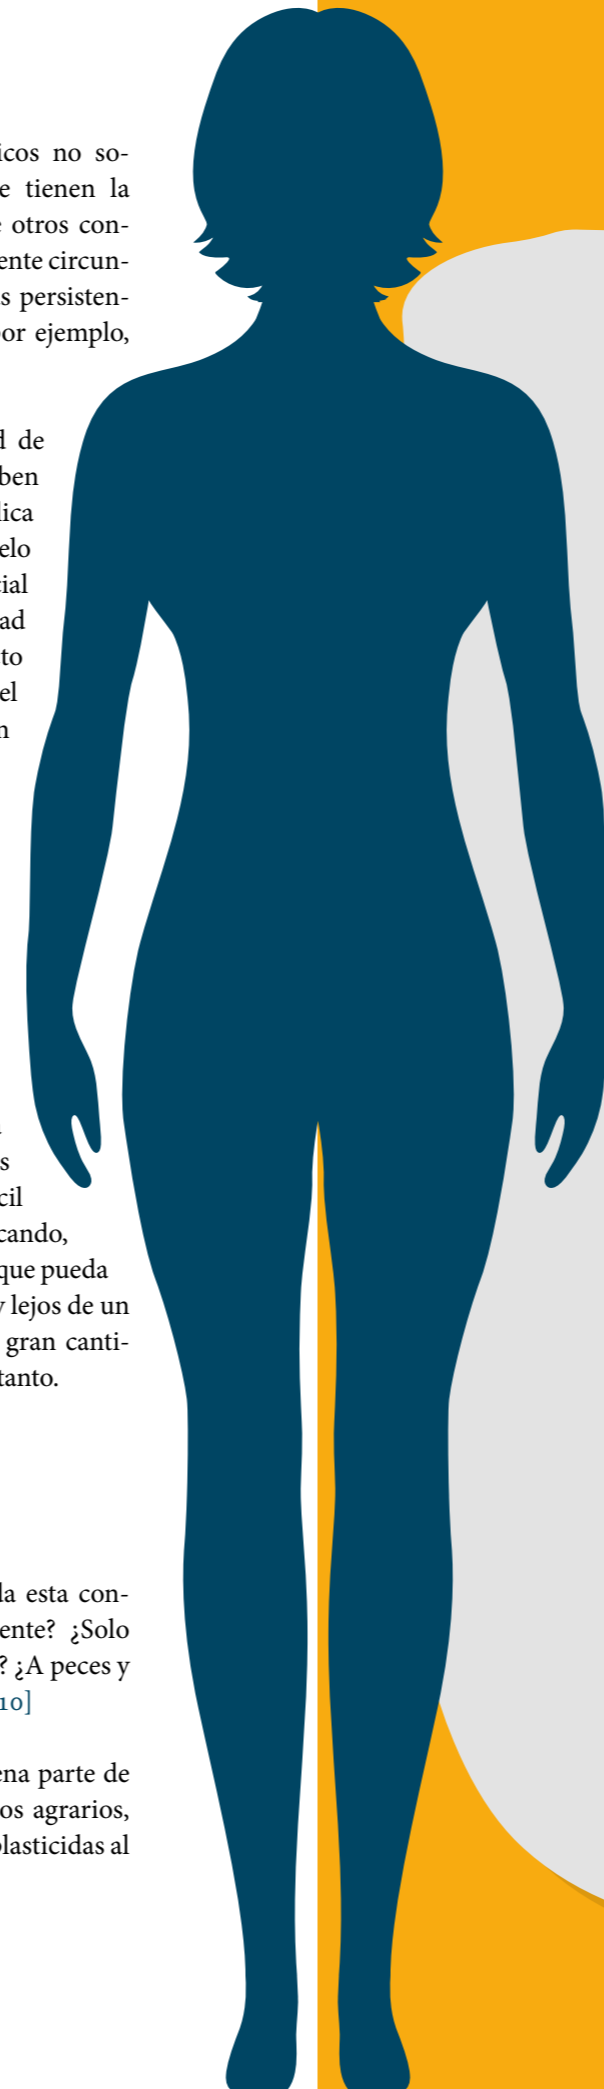 icos no so-
e tienen la
e otros con-
ente circun-
s persisten-
or ejemplo,
d de
ben
lica
elo
cial
ad
to
el
n
s
cil
cando,
que pueda
y lejos de un
gran canti-
tanto.
da esta con-
ente? ¿Solo
? ¿A peces y
10]
ena parte de
os agrarios,
plasticidas al